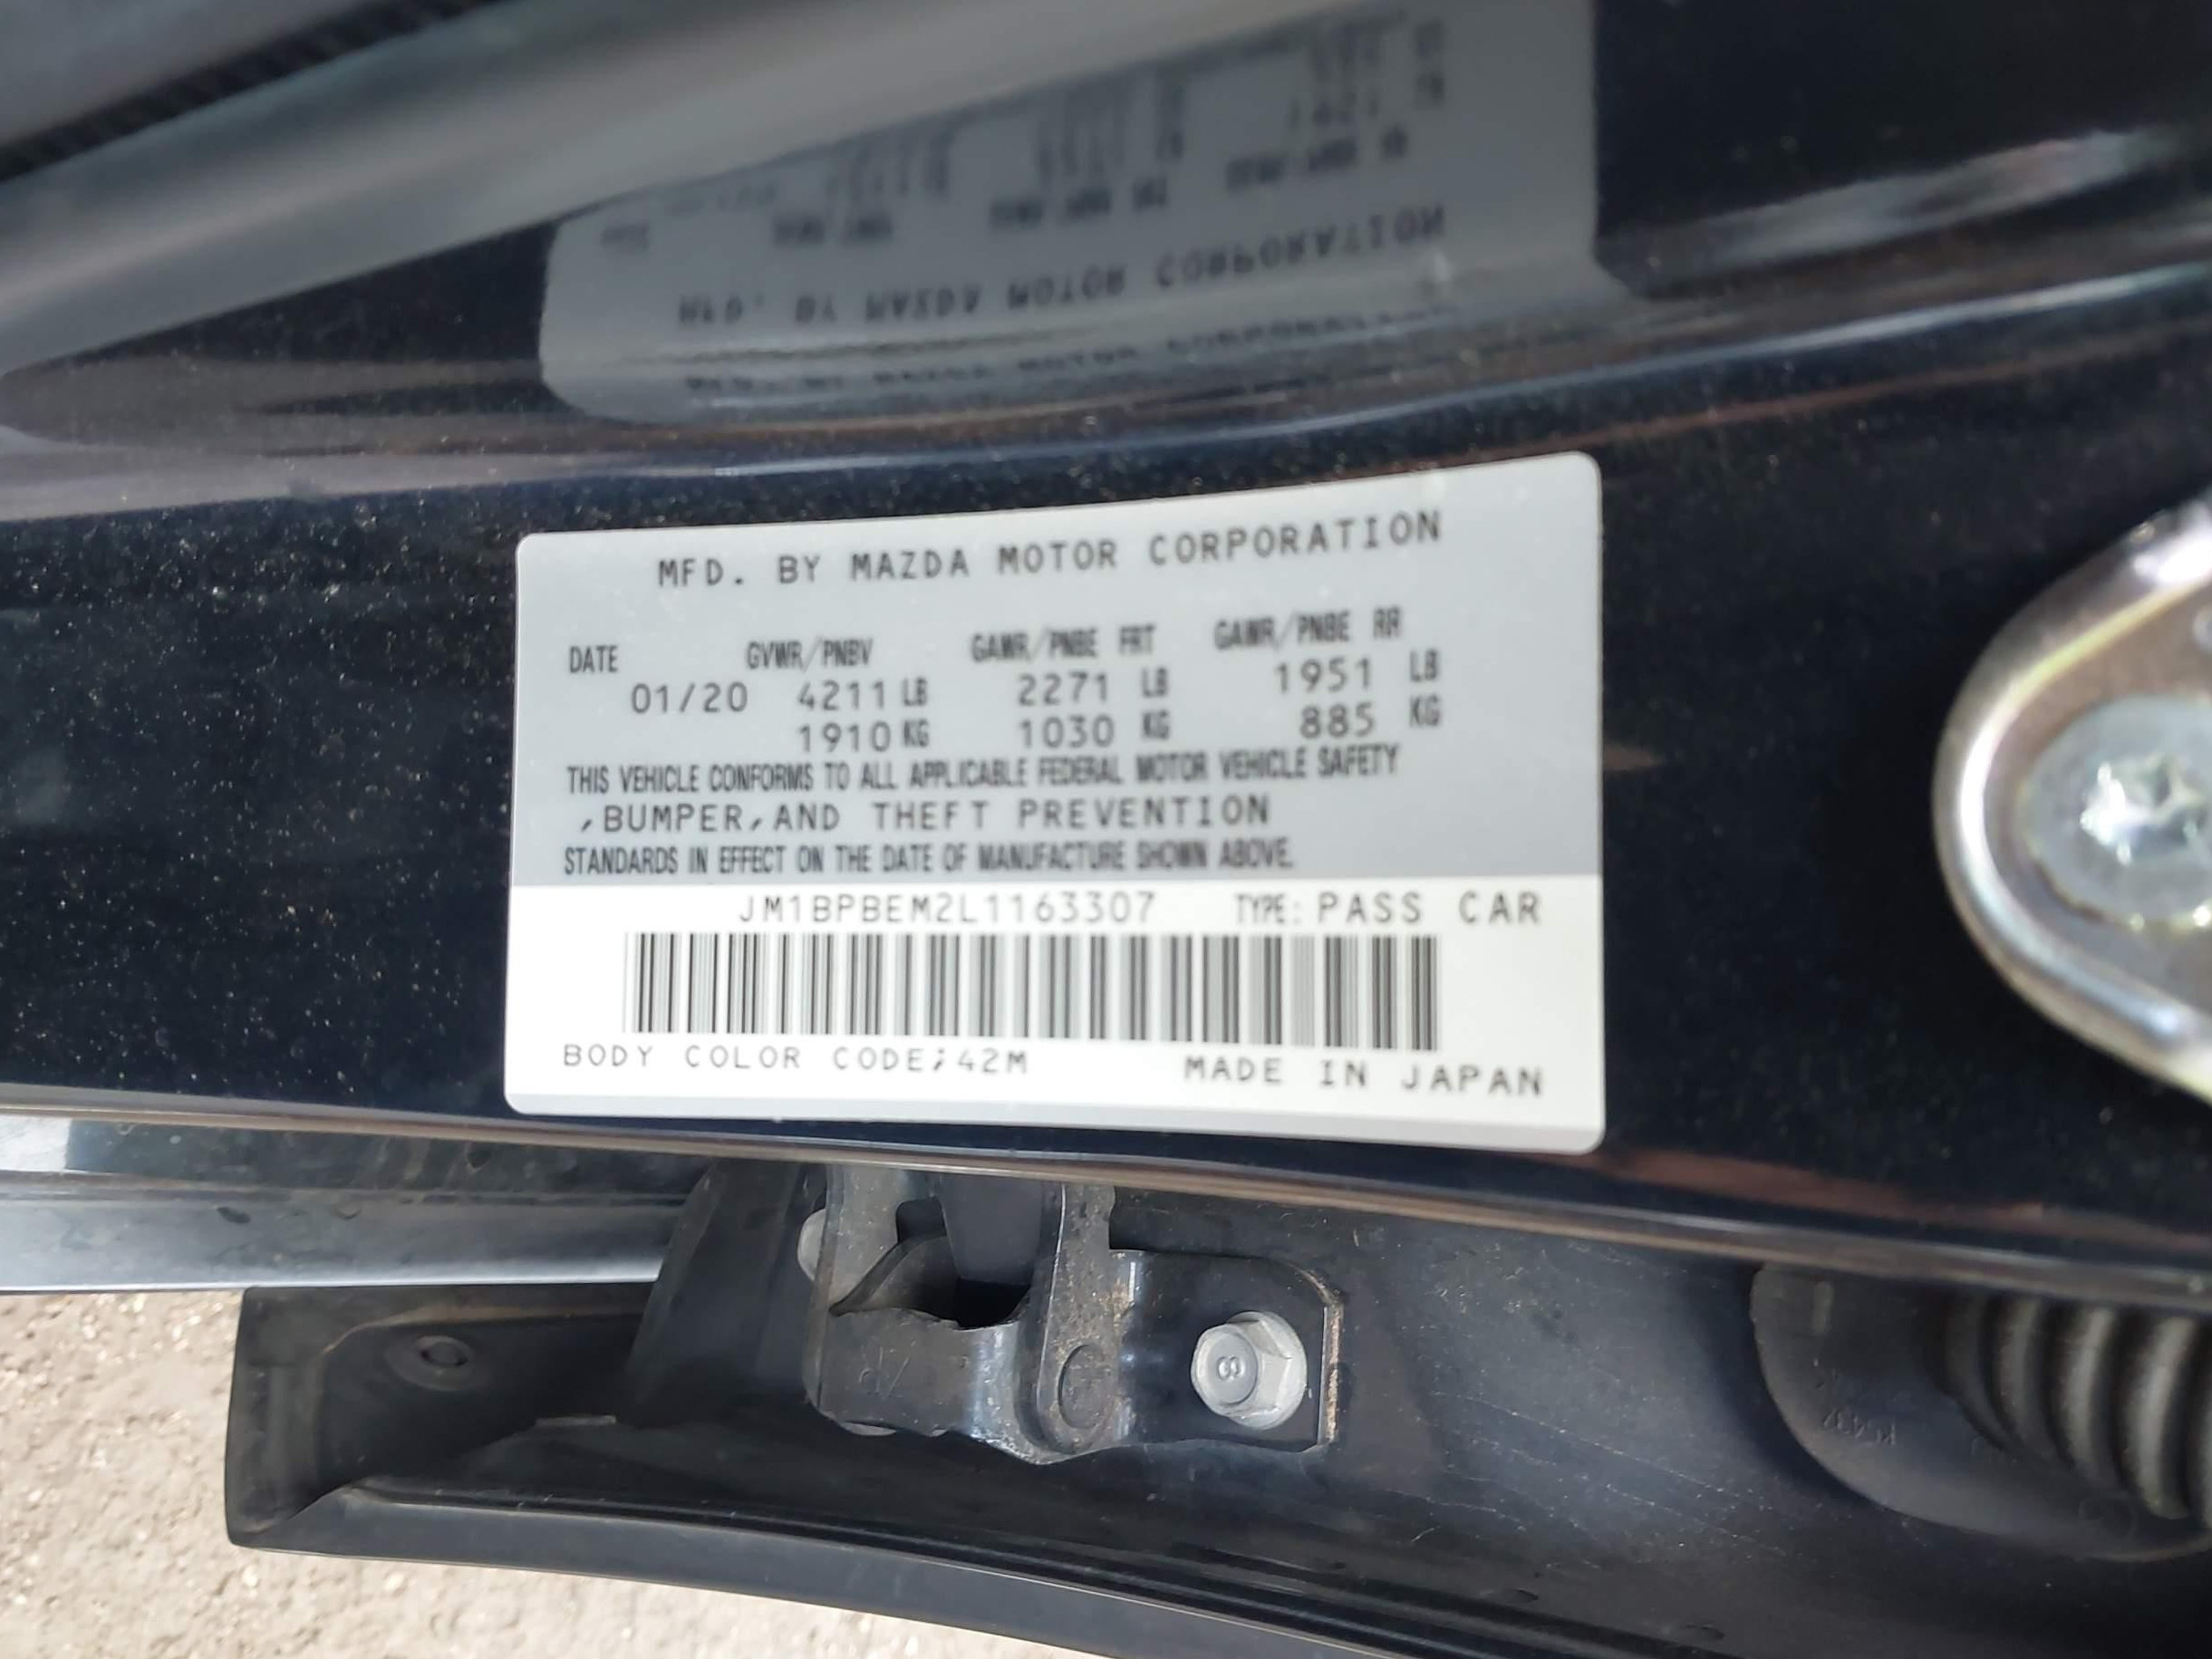 MFD. BY MAZDA MOTOR CORPORATION
DATE GVWR/PNBV GAWR/PNBE FRT GAWR/PNBE RR
01/20 4211 LB 2271 LB 1951 LB
1910 KG 1030 KG 885 KG
THIS VEHICLE CONFORMS TO ALL APPLICABLE FEDERAL MOTOR VEHICLE SAFETY
,BUMPER,AND THEFT PREVENTION
STANDARDS IN EFFECT ON THE DATE OF MANUFACTURE SHOWN ABOVE.
JM1BPBEM2L1163307 TYPE: PASS CAR
BODY COLOR CODE;42M MADE IN JAPAN
8